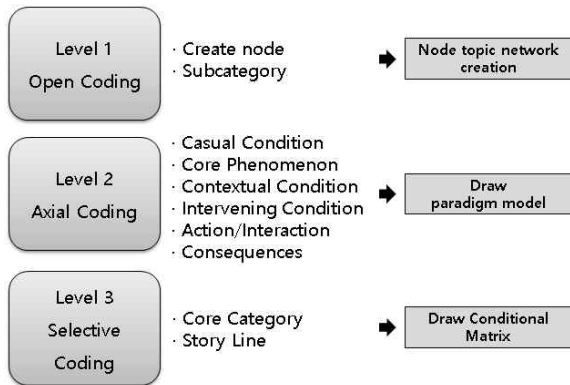 Level 1
Open Coding
· Create node
· Subcategory
Node topic network
creation
Level 2
Axial Coding
· Casual Condition
· Core Phenomenon
· Contextual Condition
· Intervening Condition
· Action/Interaction
· Consequences
Draw
paradigm model
Level 3
Selective
Coding
· Core Category
· Story Line
Draw Conditional
Matrix